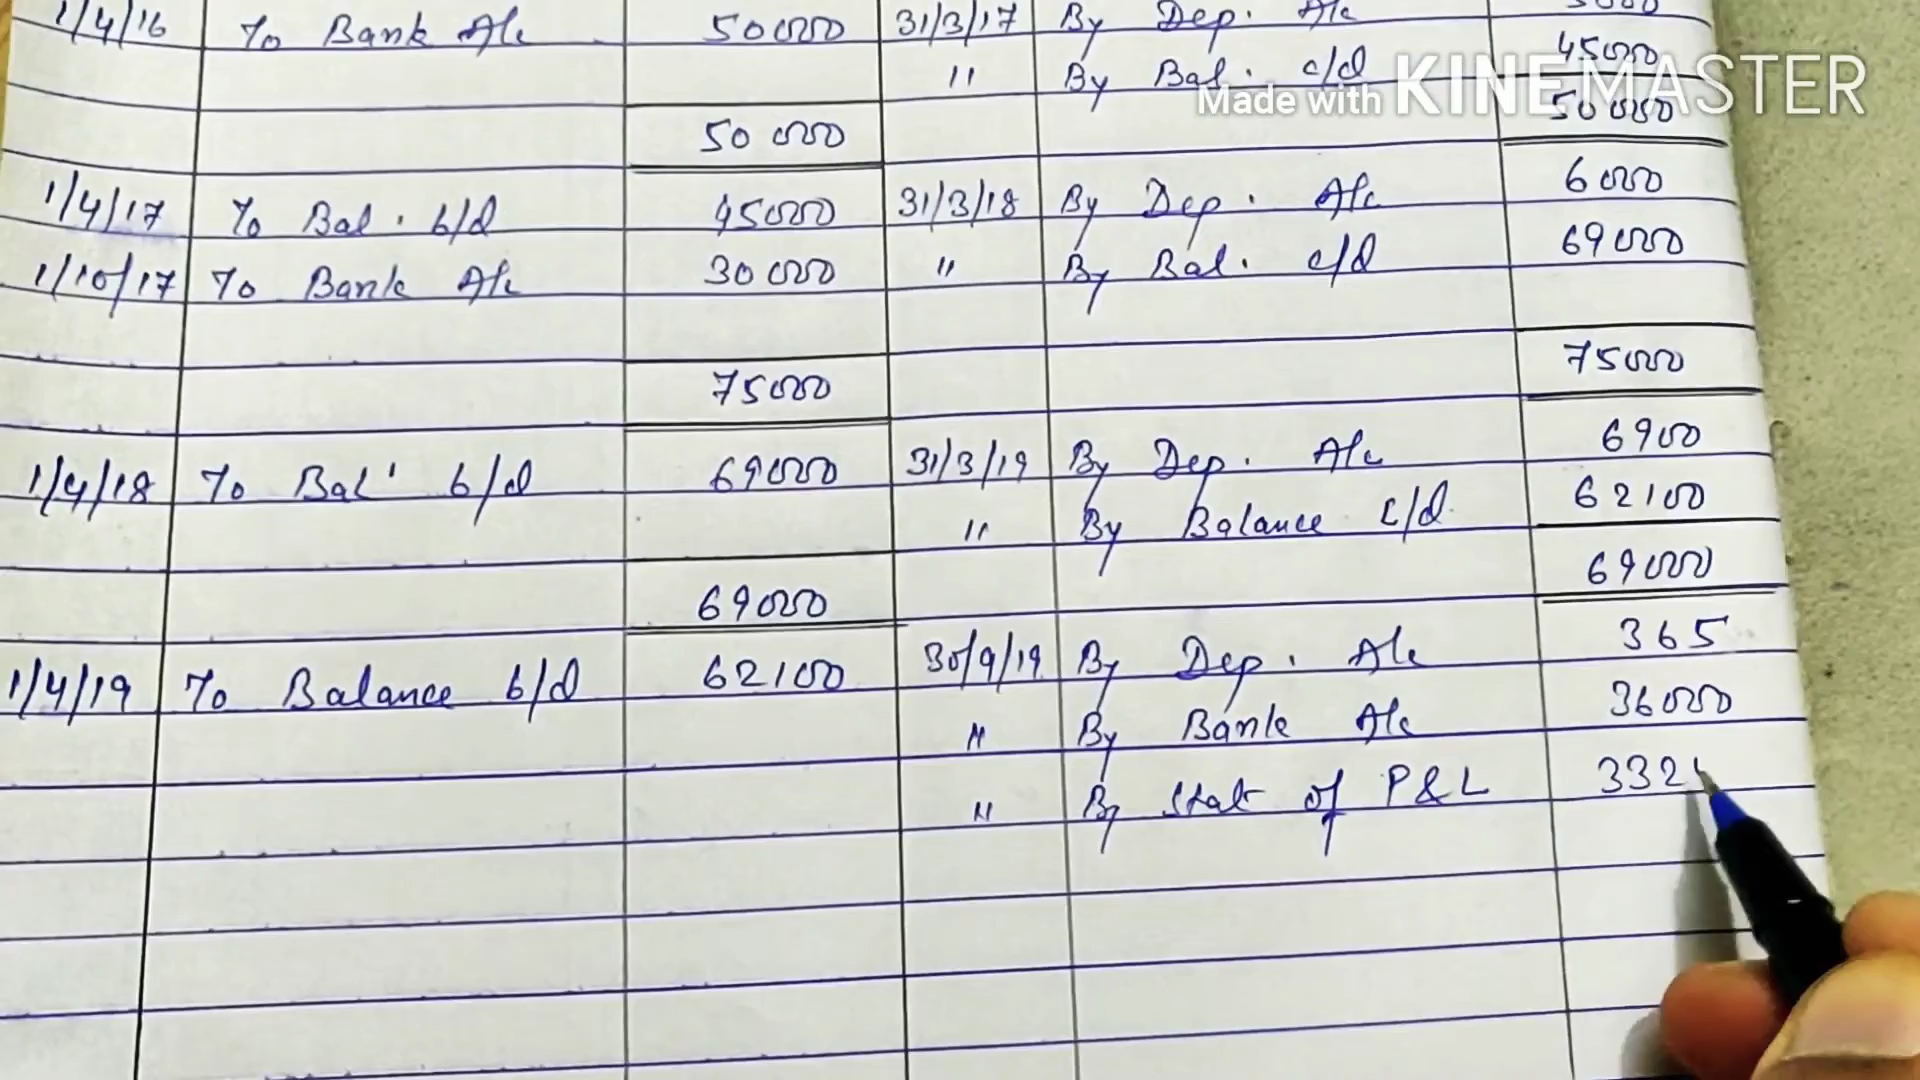 1/4/16 To Bank A/c 50000 31/3/17 By Dep. A/c 5000
" By Bal. c/d 45000
Made with KINEMASTER
50000 50000
1/4/17 To Bal. b/d 45000 31/3/18 By Dep. A/c 6000
1/10/17 To Bank A/c 30000 " By Bal. c/d 69000
75000 75000
1/4/18 To Bal' b/d 69000 31/3/19 By Dep. A/c 6900
" By Balance c/d 62100
69000 69000
1/4/19 To Balance b/d 62100 30/9/19 By Dep. A/c 365
" By Bank A/c 36000
" By Stat of P&L 332